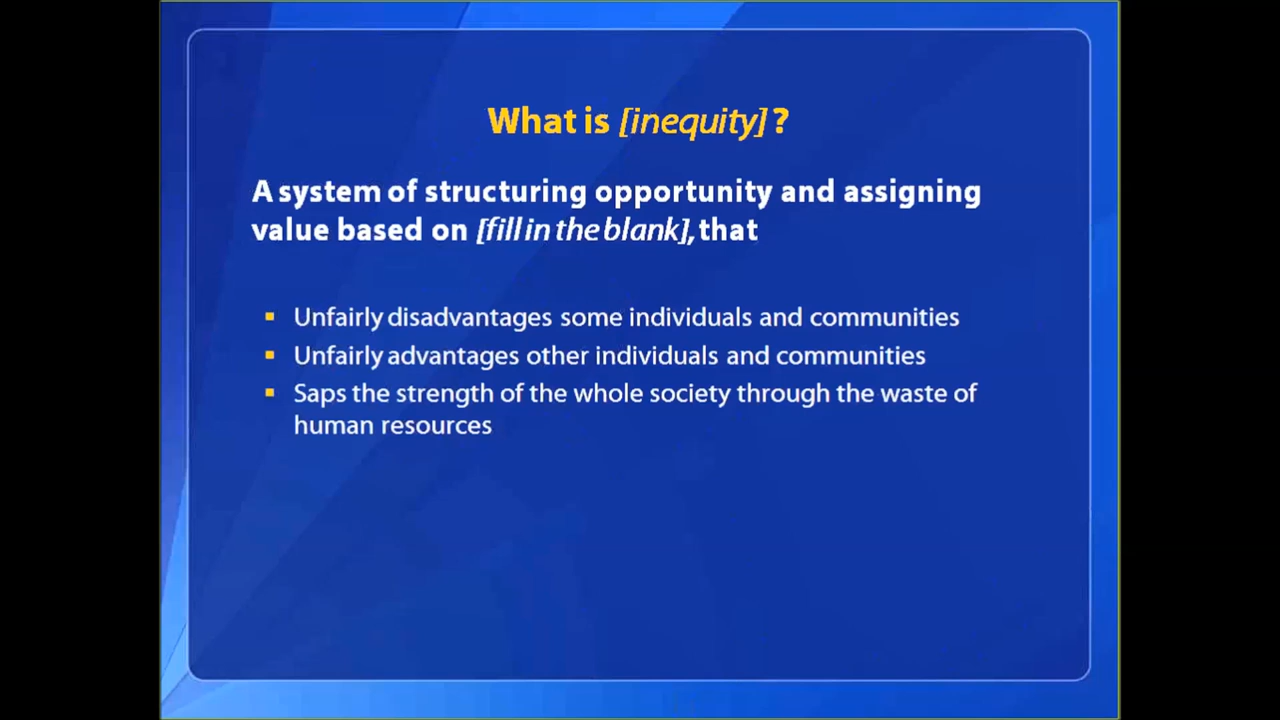 What is [inequity] ?
A system of structuring opportunity and assigning
value based on [fill in the blank], that
▪ Unfairly disadvantages some individuals and communities
▪ Unfairly advantages other individuals and communities
▪ Saps the strength of the whole society through the waste of
human resources